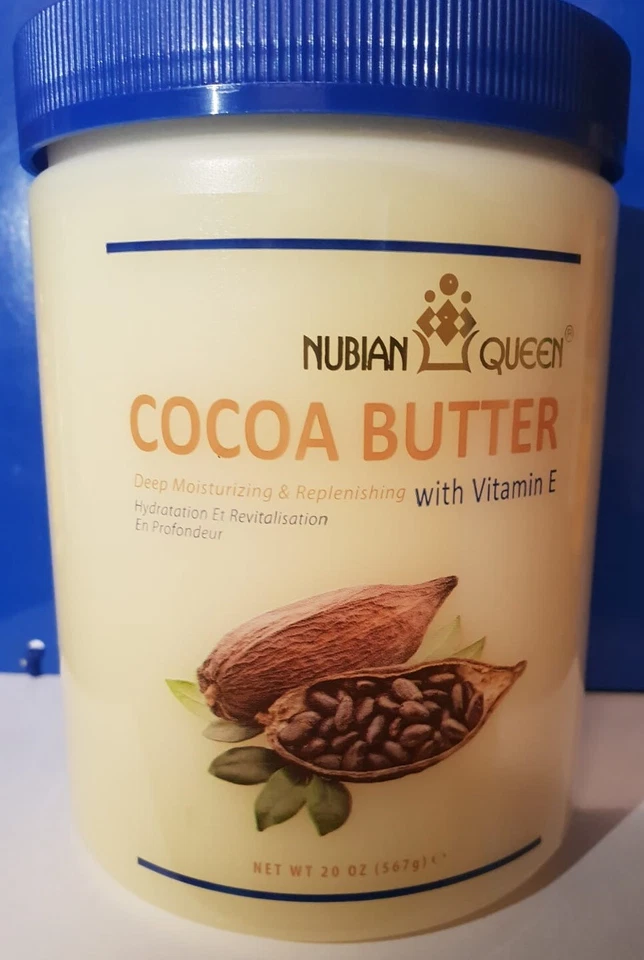 NUBIAN QUEEN®
COCOA BUTTER
Deep Moisturizing & Replenishing with Vitamin E
Hydratation Et Revitalisation
En Profondeur
NET WT 20 OZ (567g)